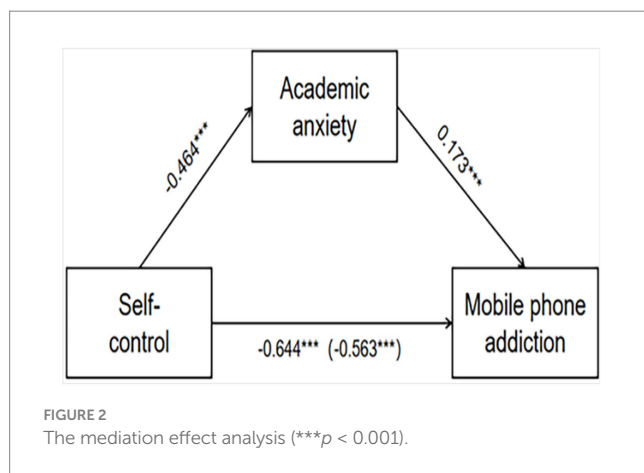 Academic
anxiety
-0.464***
0.173***
Self-
control
Mobile phone
addiction
-0.644*** (-0.563***)
FIGURE 2
The mediation effect analysis (***p < 0.001).